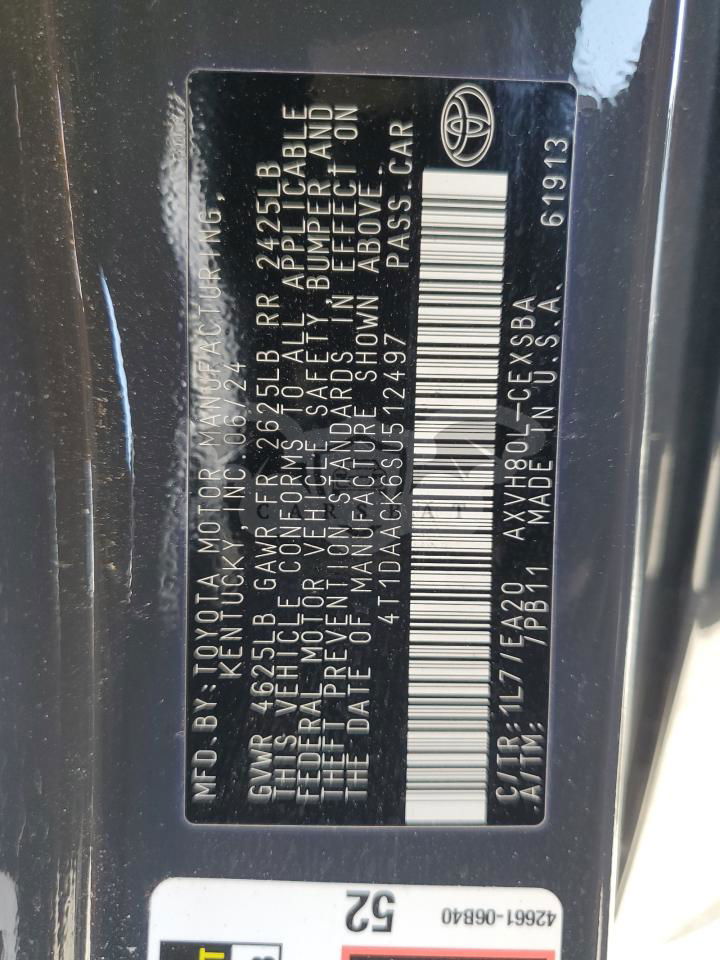 MFD. BY: TOYOTA MOTOR MANUFACTURING,
KENTUCKY, INC 06/24
GVWR 4625LB GAWR FR 2625LB RR 2425LB
THIS VEHICLE CONFORMS TO ALL APPLICABLE
FEDERAL MOTOR VEHICLE SAFETY, BUMPER, AND
THEFT PREVENTION STANDARDS IN EFFECT ON
THE DATE OF MANUFACTURE SHOWN ABOVE.
4T1DAACK6SU512497 PASS. CAR
C/TR: 1L7/EA20 AXVH80L-CEXSBA
A/TM: /PB11 MADE IN U.S.A. 61913
52
42661-06B40